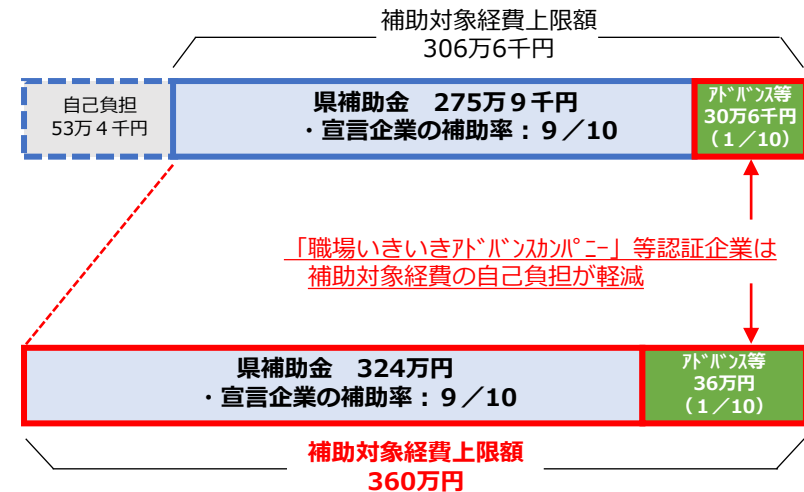 補助対象経費上限額
306万6千円
自己負担
53万4千円
県補助金　275万9千円
・宣言企業の補助率：９／10
ｱﾄﾞﾊﾞﾝｽ等
30万6千円
（１／10）
「職場いきいきｱﾄﾞﾊﾞﾝｽｶﾝﾊﾟﾆｰ」等認証企業は
補助対象経費の自己負担が軽減
県補助金　324万円
・宣言企業の補助率：９／10
ｱﾄﾞﾊﾞﾝｽ等
36万円
（１／10）
補助対象経費上限額
360万円